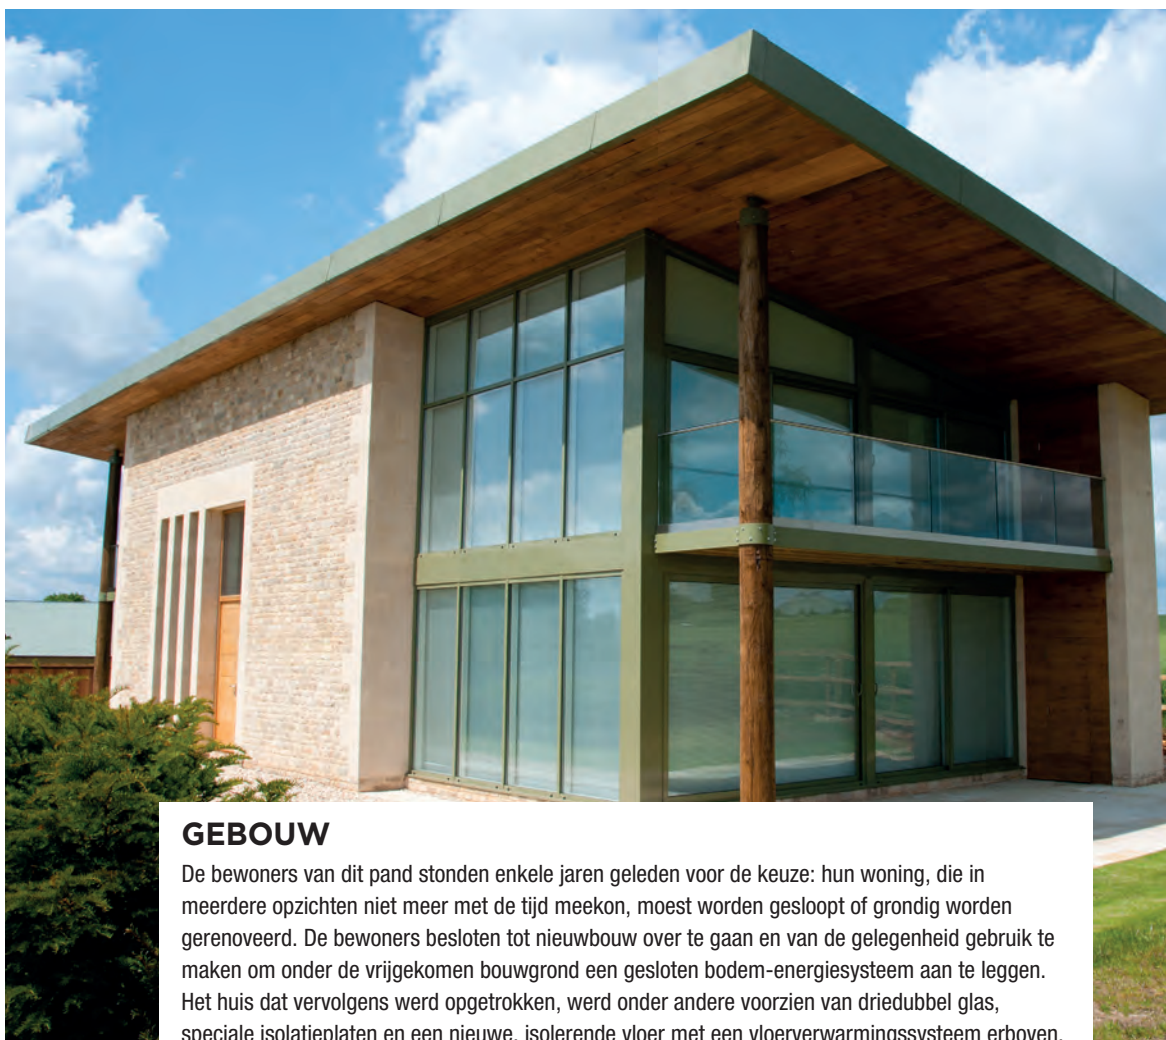 GEBOUW
De bewoners van dit pand stonden enkele jaren geleden voor de keuze: hun woning, die in
meerdere opzichten niet meer met de tijd meekon, moest worden gesloopt of grondig worden
gerenoveerd. De bewoners besloten tot nieuwbouw over te gaan en van de gelegenheid gebruik te
maken om onder de vrijgekomen bouwgrond een gesloten bodem-energiesysteem aan te leggen.
Het huis dat vervolgens werd opgetrokken, werd onder andere voorzien van driedubbel glas,
speciale isolatieplaten en een nieuwe, isolerende vloer met een vloerverwarmingssysteem erboven.